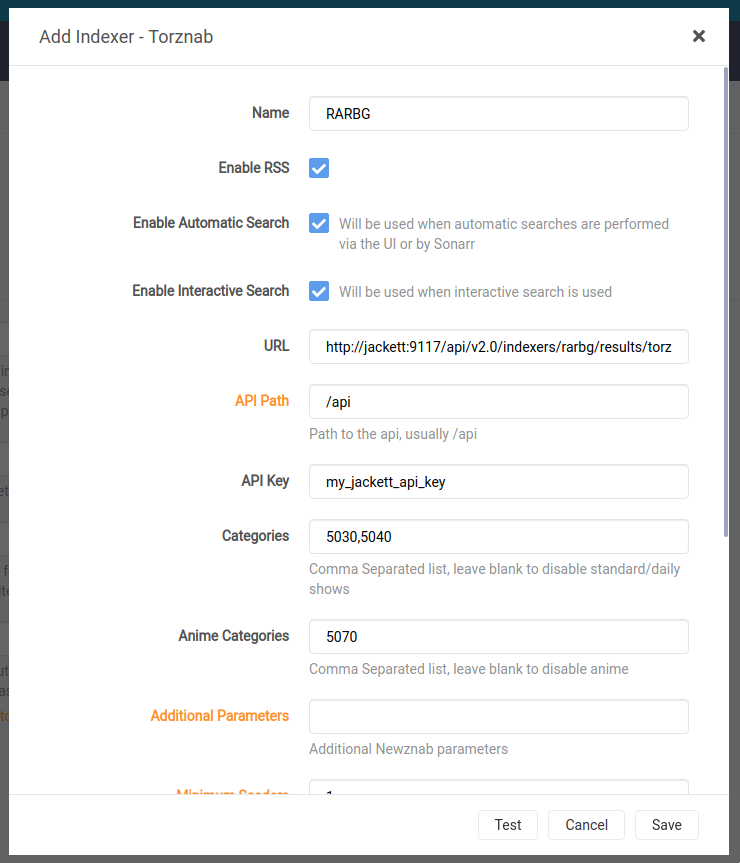 Add Indexer - Torznab
Name
RARBG
Enable RSS
Enable Automatic Search
Will be used when automatic searches are performed
via the UI or by Sonarr
Enable Interactive Search
Will be used when interactive search is used
URL
http://jackett:9117/api/v2.0/indexers/rarbg/results/torz
API Path
/api
Path to the api, usually /api
API Key
my_jackett_api_key
Categories
5030,5040
Comma Separated list, leave blank to disable standard/daily
shows
Anime Categories
5070
Comma Separated list, leave blank to disable anime
Additional Parameters
Additional Newznab parameters
Minimum Seeders
1
Test
Cancel
Save